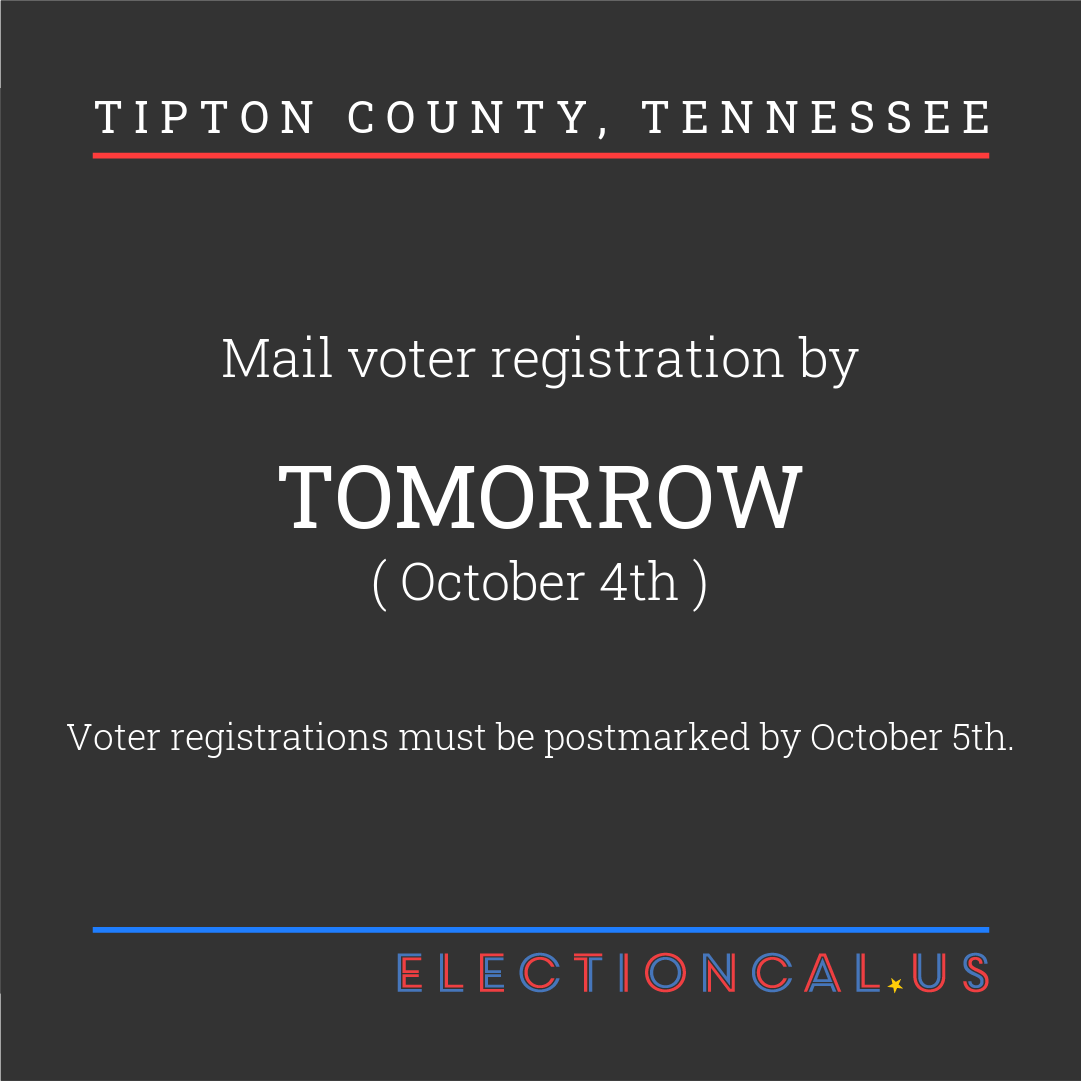 TIPTON COUNTY, TENNESSEE
Mail voter registration by
TOMORROW
( October 4th )
Voter registrations must be postmarked by October 5th.
ELECTIONCAL.US